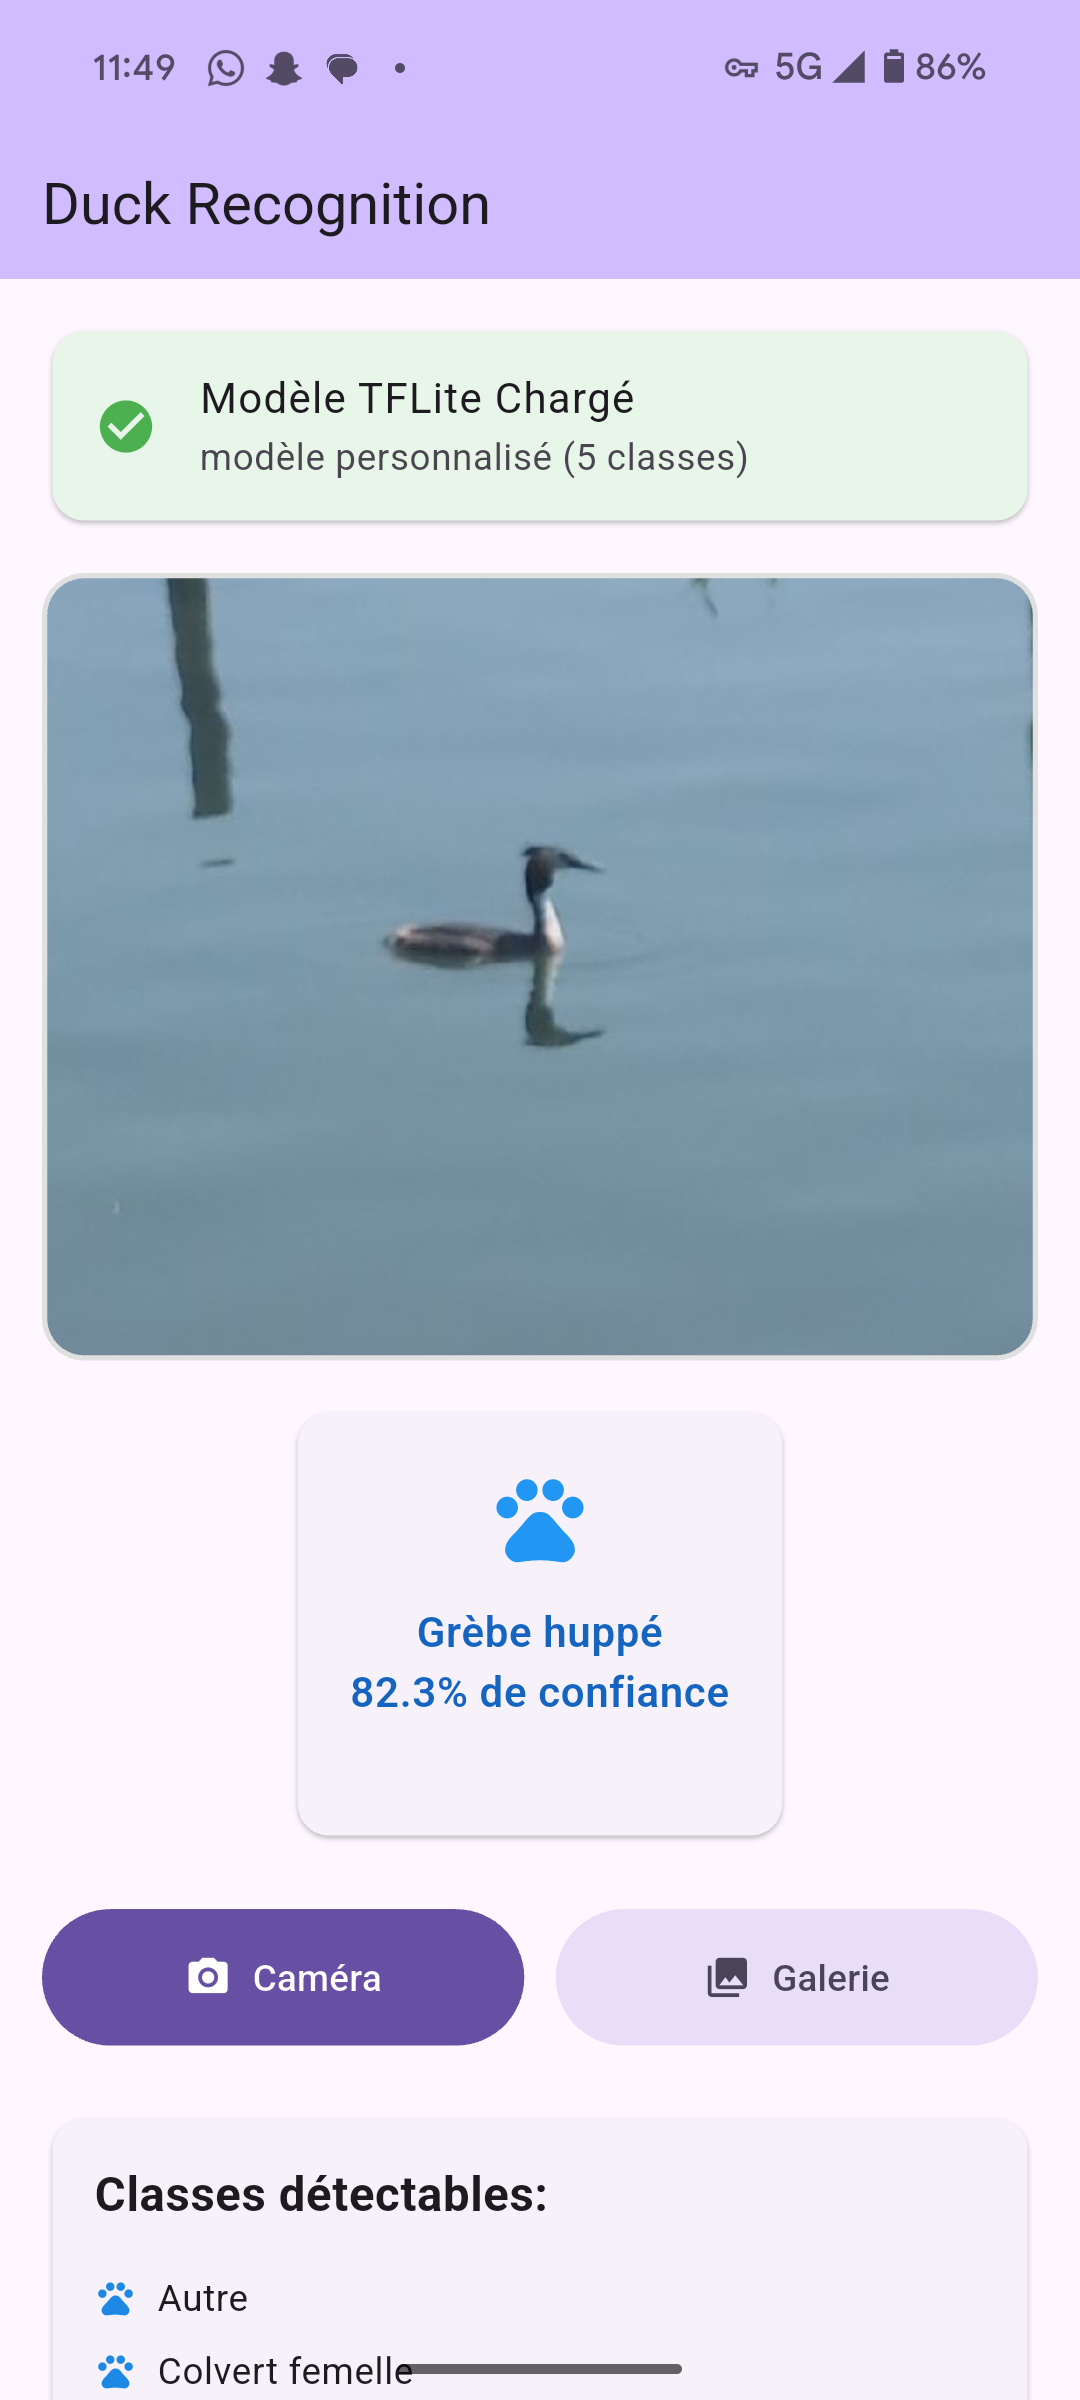 11:49 5G 86%
Duck Recognition
Modèle TFLite Chargé
modèle personnalisé (5 classes)
Grèbe huppé
82.3% de confiance
Caméra Galerie
Classes détectables:
Autre
Colvert femelle